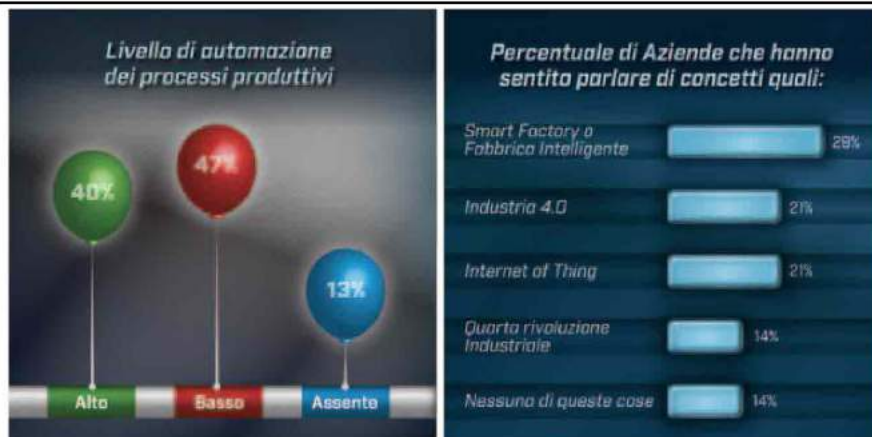 Livello di automazione
dei processi produttivi
40%
47%
13%
Alto
Basso
Assente
Percentuale di Aziende che hanno
sentito parlare di concetti quali:
Smart Factory o
Fabbrica Intelligente
29%
Industria 4.0
21%
Internet of Thing
21%
Quarta rivoluzione
Industriale
14%
Nessuna di queste cose
14%